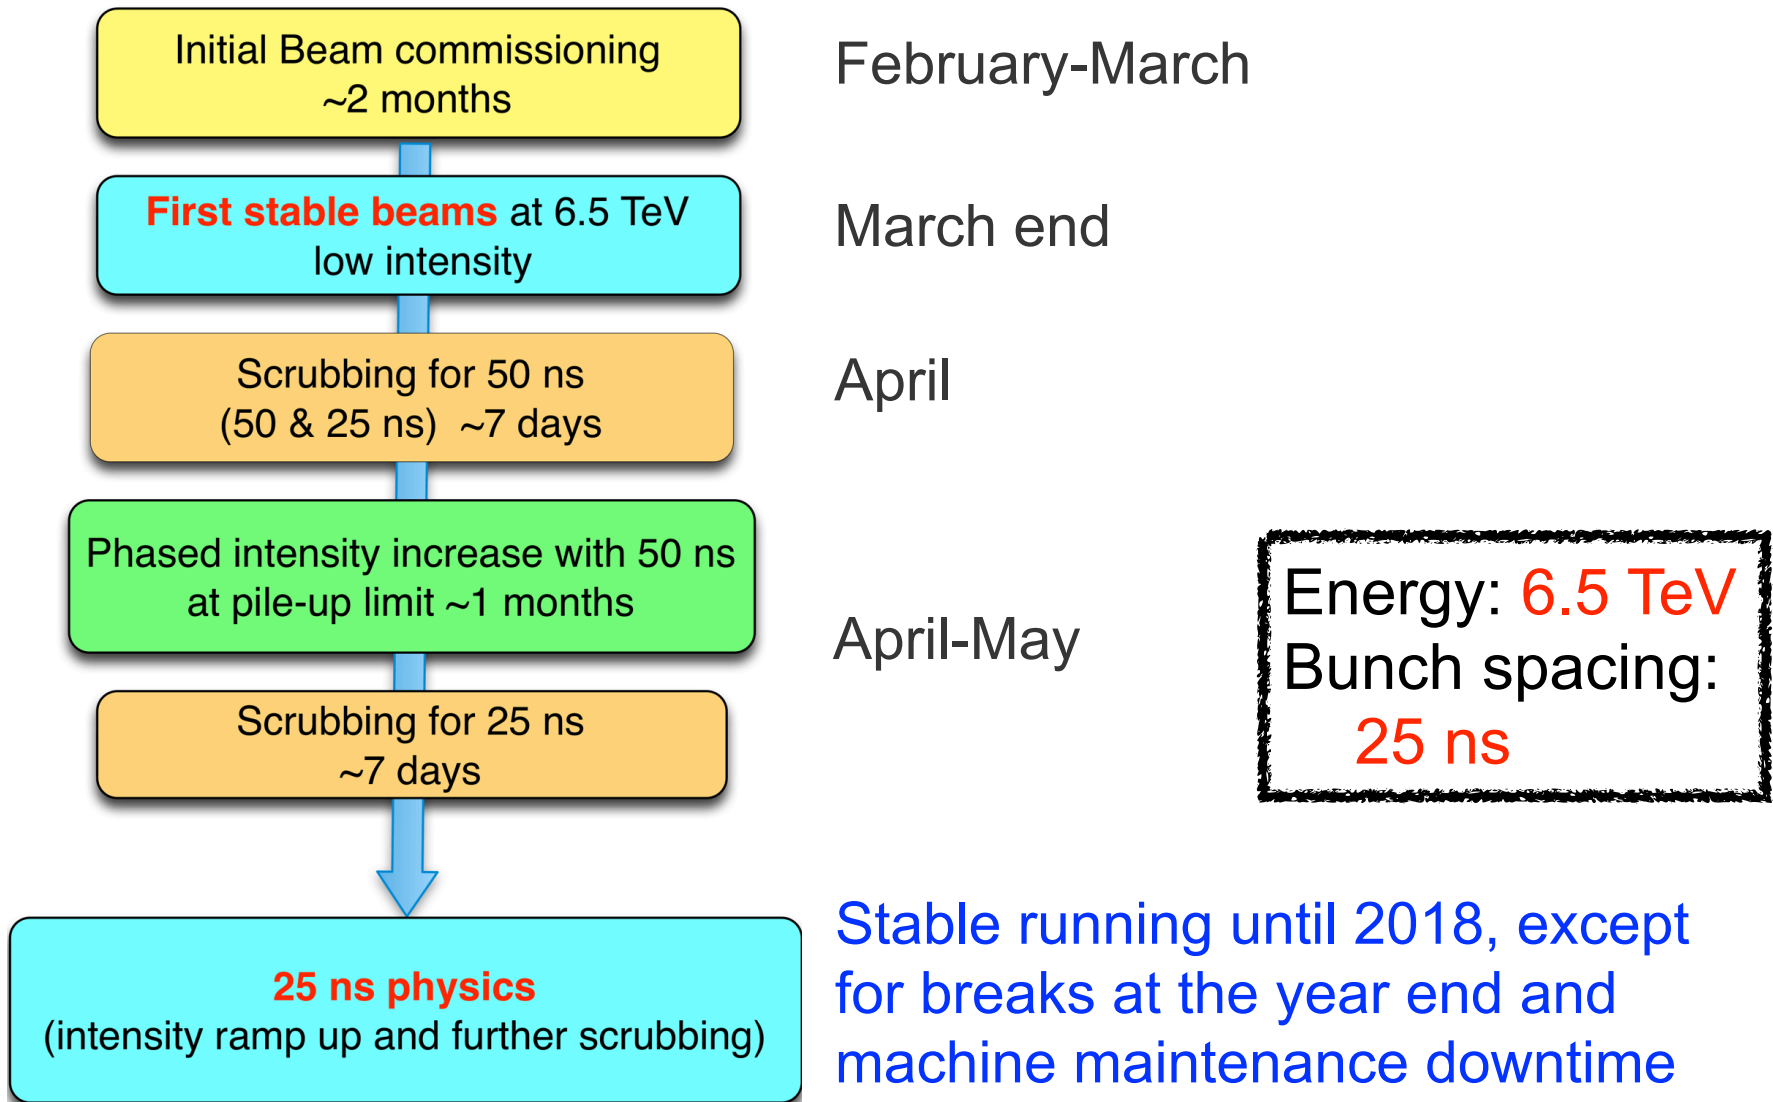 Initial Beam commissioning
~2 months
February-March
First stable beams at 6.5 TeV
low intensity
March end
Scrubbing for 50 ns
(50 & 25 ns) ~7 days
April
Phased intensity increase with 50 ns
at pile-up limit ~1 months
April-May
Energy: 6.5 TeV
Bunch spacing:
25 ns
Scrubbing for 25 ns
~7 days
25 ns physics
(intensity ramp up and further scrubbing)
Stable running until 2018, except
for breaks at the year end and
machine maintenance downtime